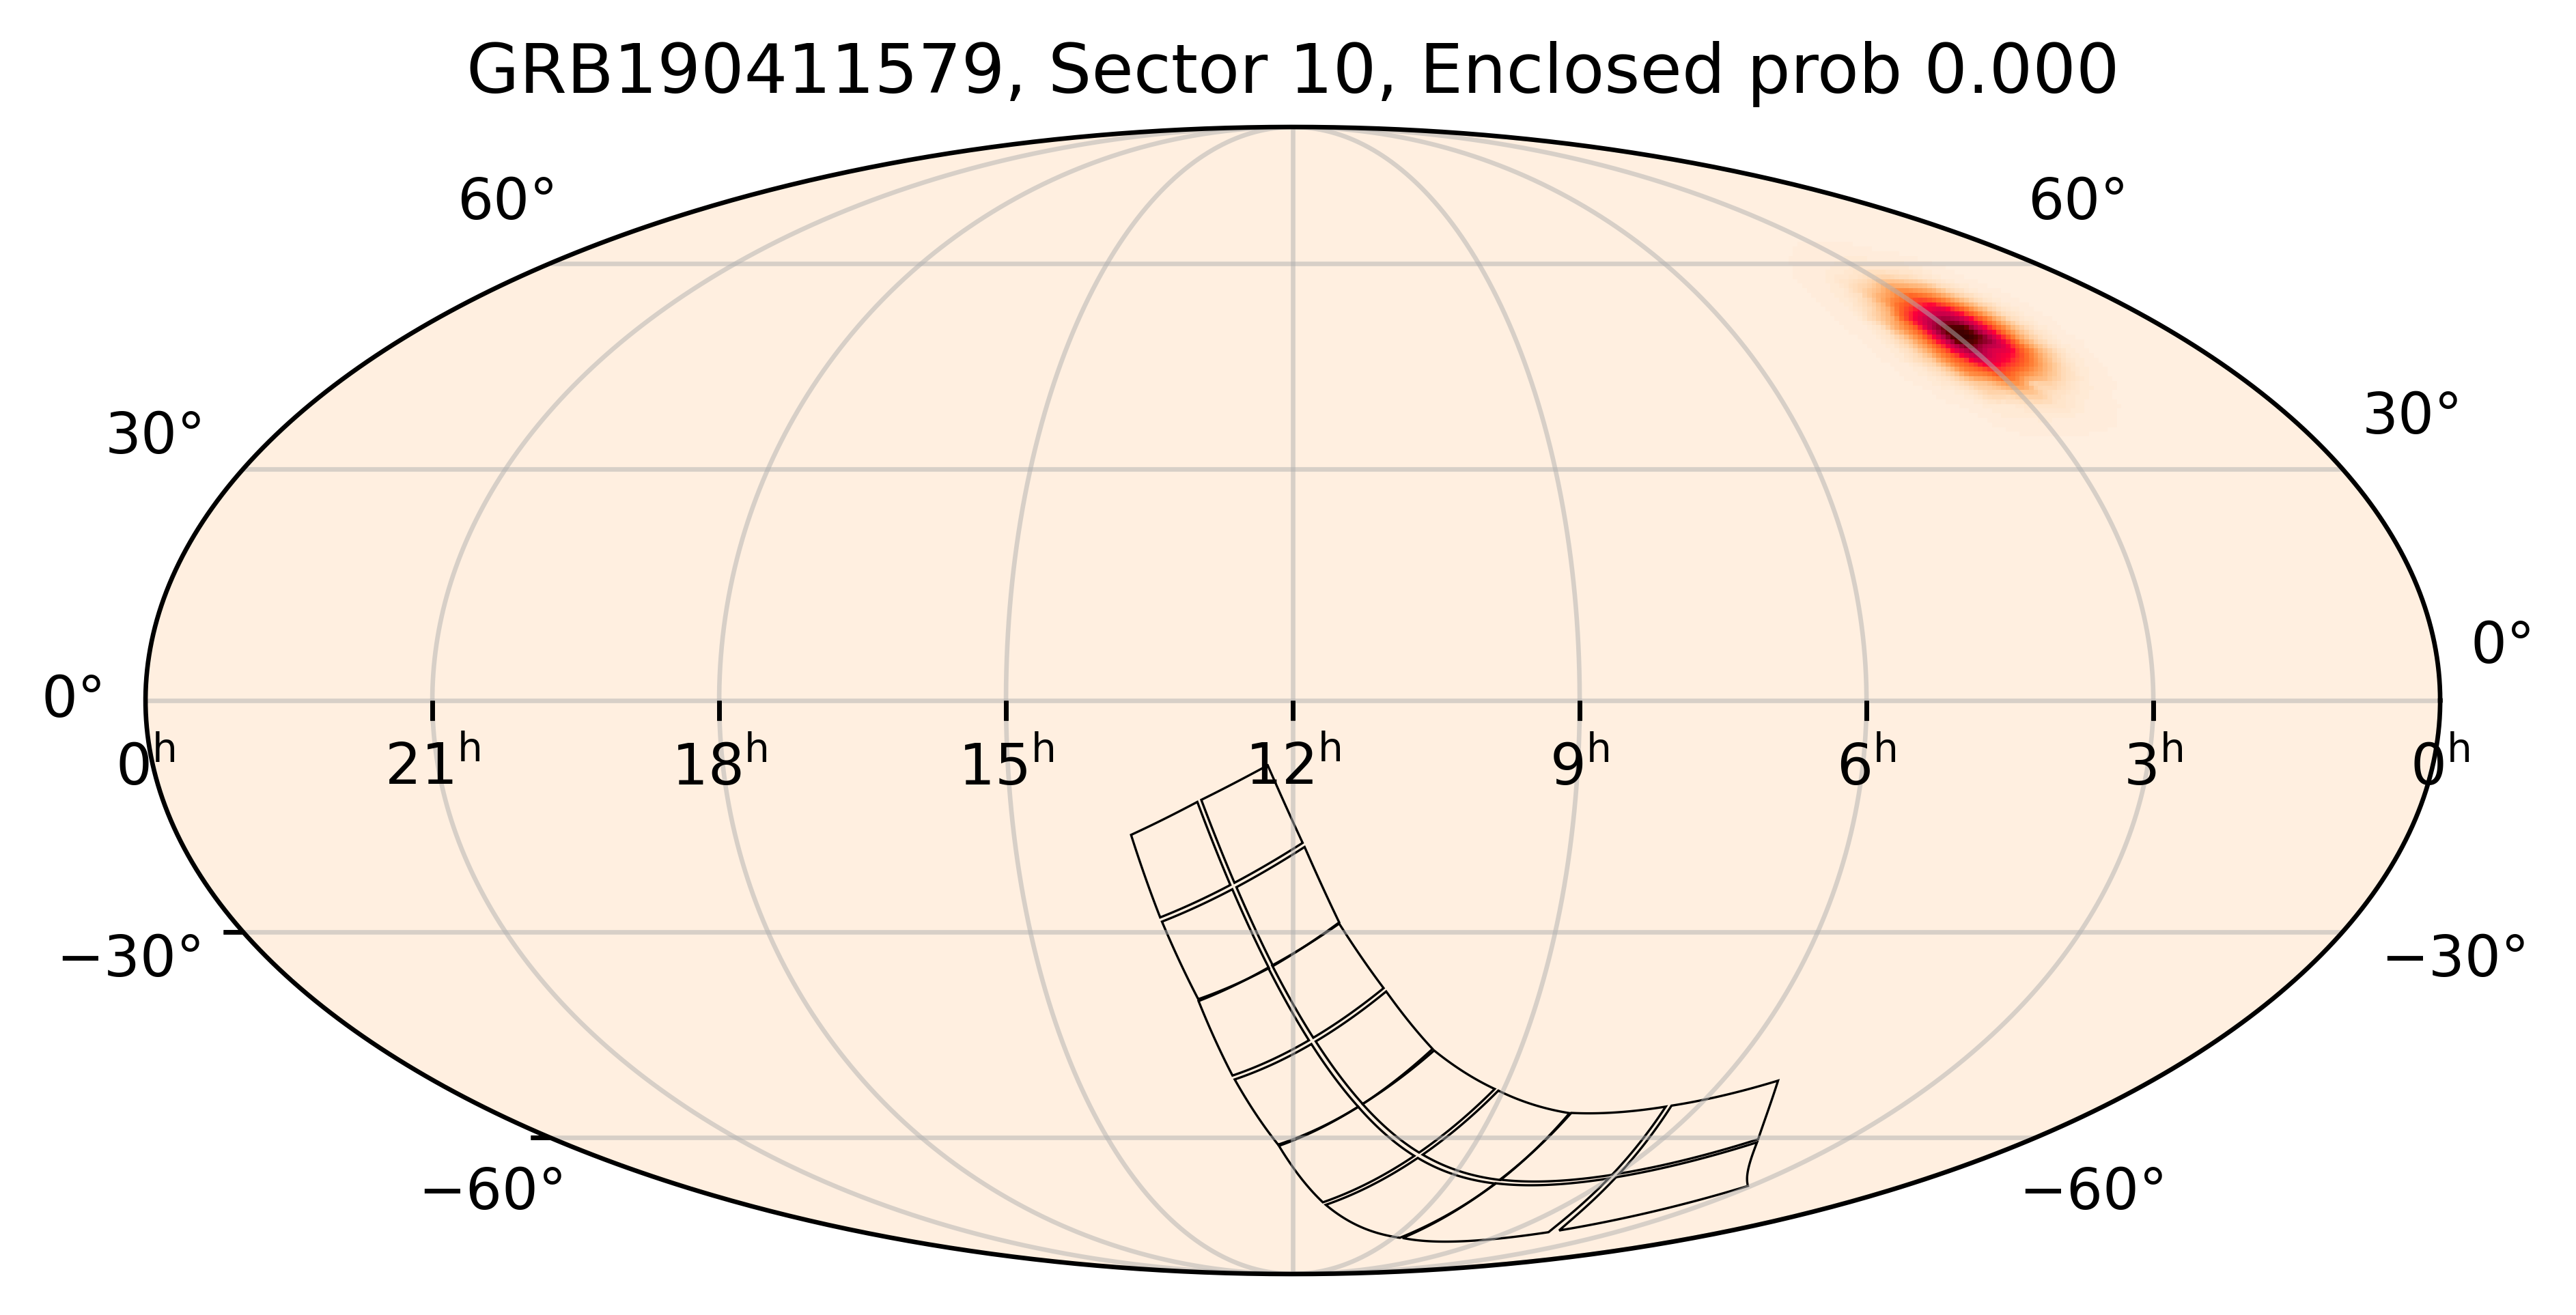 GRB190411579, Sector 10, Enclosed prob 0.000
60° 60°
30° 30°
0° 0°
0h 21h 18h 15h 12h 9h 6h 3h 0h
−30° −30°
−60° −60°